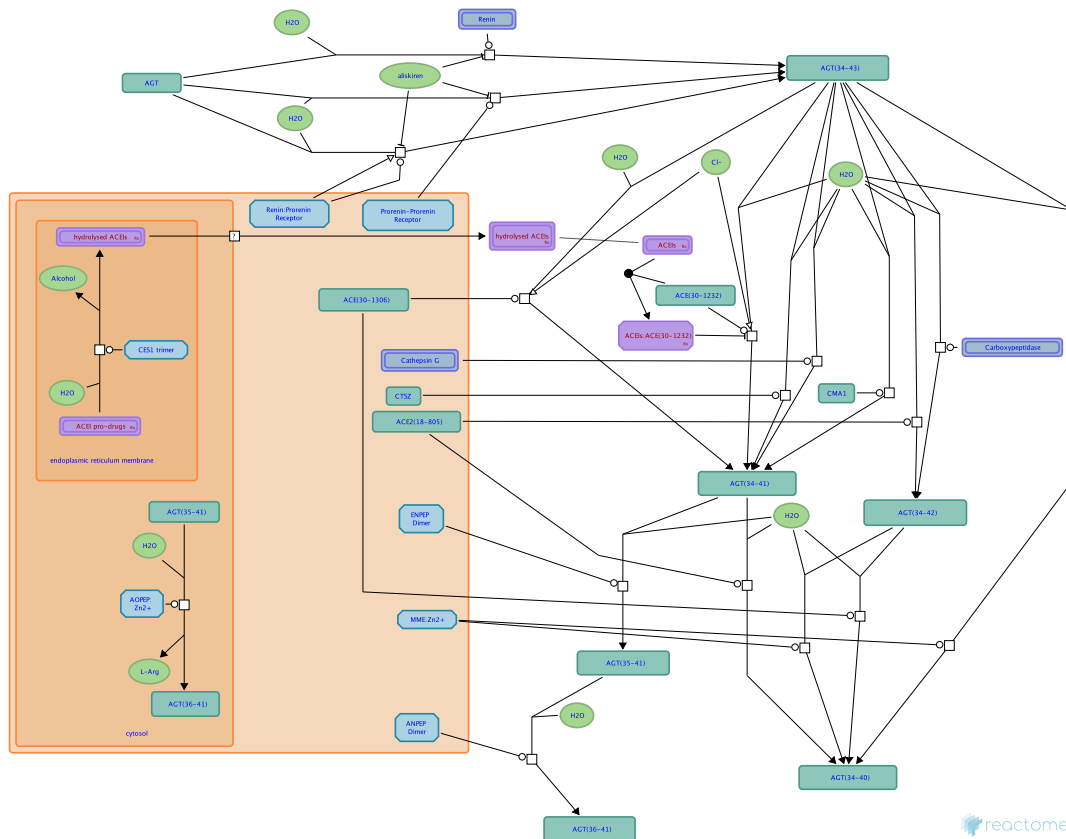 H2O
Renin
AGT
aliskiren
AGT(34-43)
H2O
H2O
Cl-
H2O
Renin:Prorenin
Receptor
Prorenin-Prorenin
Receptor
hydrolysed ACEIs
?
hydrolysed ACEIs
ACEIs
Alcohol
ACE(30-1306)
ACE(30-1232)
ACEIs:ACE(30-1232)
CES1 trimer
Cathepsin G
Carboxypeptidase
H2O
CTSZ
CMA1
ACEI pro-drugs
ACE2(18-805)
endoplasmic reticulum membrane
AGT(34-41)
AGT(35-41)
ENPEP
Dimer
H2O
AGT(34-42)
H2O
AOPEP:
Zn2+
MME:Zn2+
L-Arg
AGT(35-41)
AGT(36-41)
H2O
cytosol
ANPEP
Dimer
AGT(34-40)
AGT(36-41)
reactome